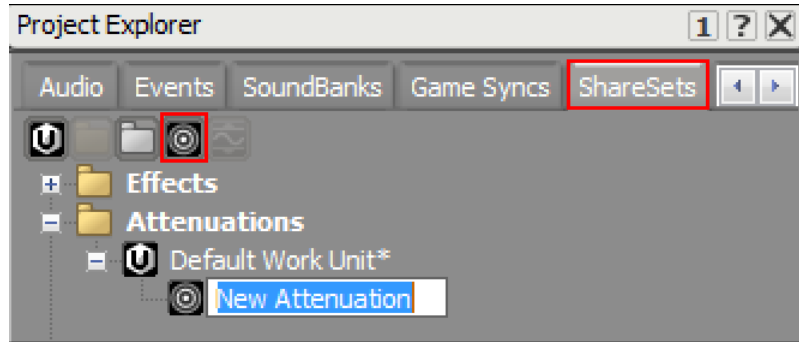 Project Explorer 1 ? X
Audio Events SoundBanks Game Syncs ShareSets
Effects
Attenuations
Default Work Unit*
New Attenuation